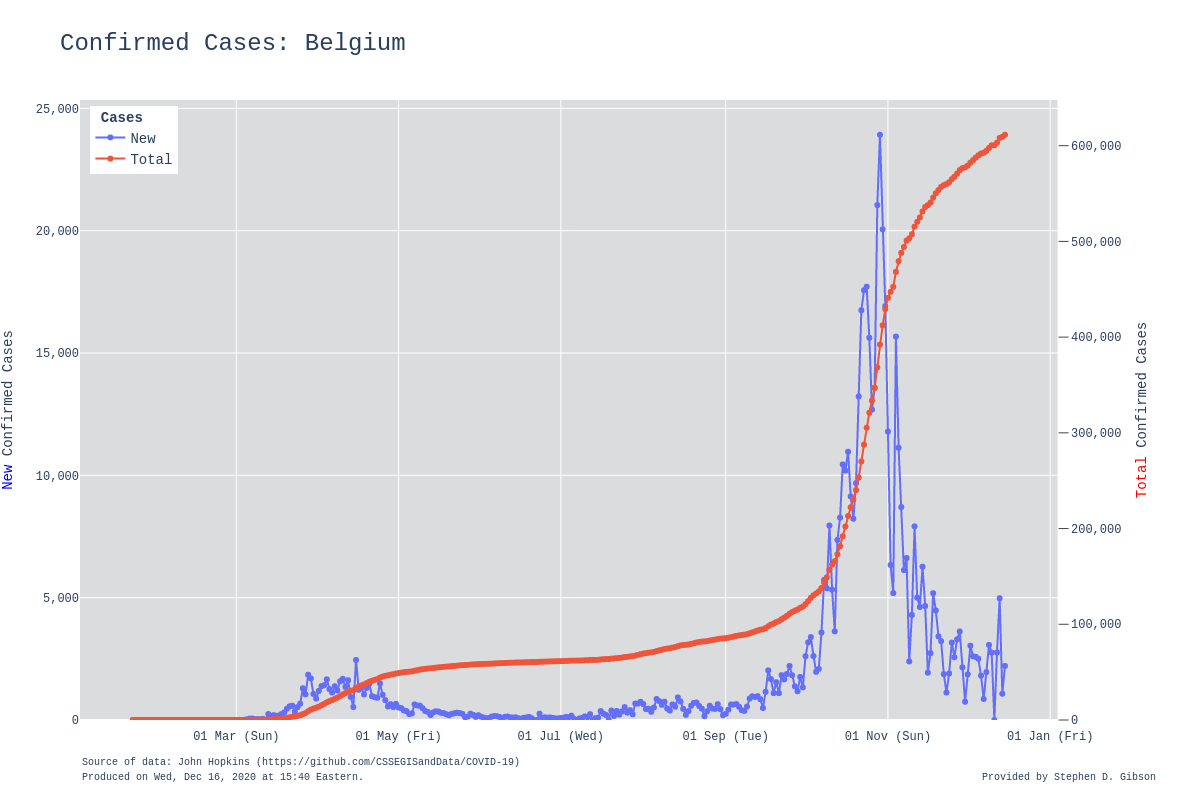 Confirmed Cases: Belgium
Cases
New
Total
25,000
20,000
15,000
10,000
5,000
0
600,000
500,000
400,000
300,000
200,000
100,000
0
New Confirmed Cases
Total Confirmed Cases
01 Mar (Sun)
01 May (Fri)
01 Jul (Wed)
01 Sep (Tue)
01 Nov (Sun)
01 Jan (Fri)
Source of data: John Hopkins (https://github.com/CSSEGISandData/COVID-19)
Produced on Wed, Dec 16, 2020 at 15:40 Eastern.
Provided by Stephen D. Gibson